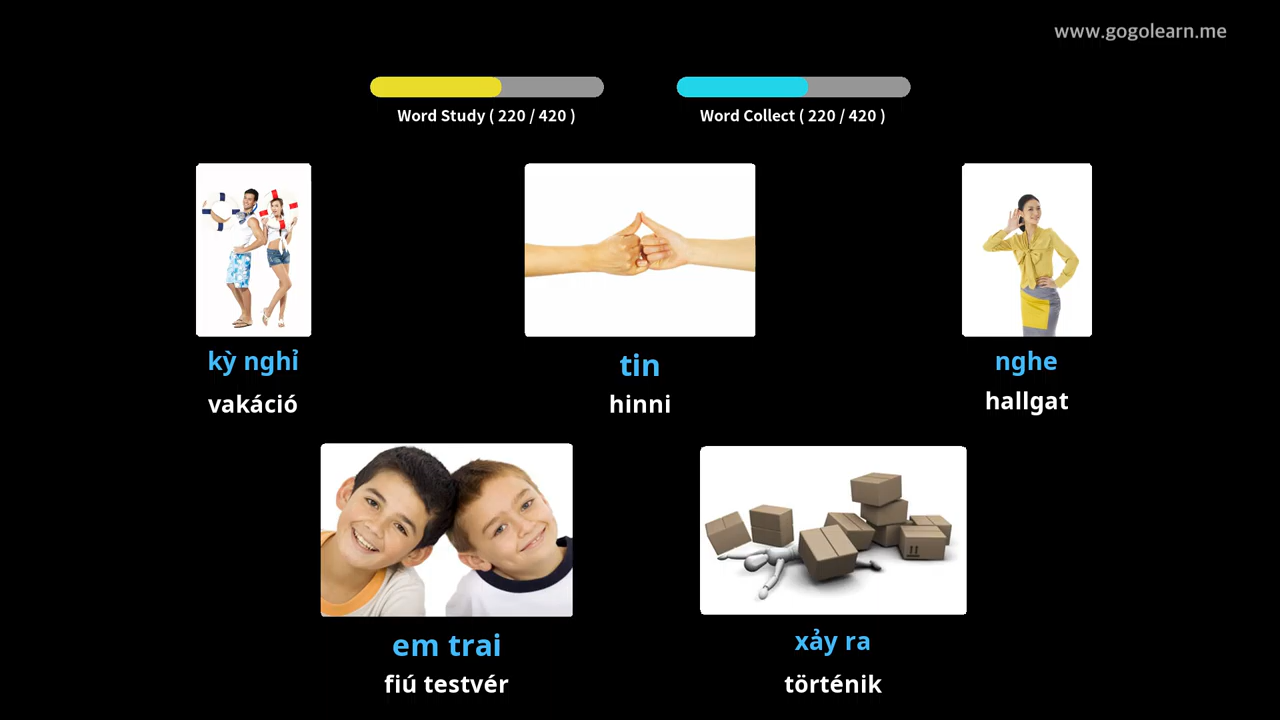 www.gogolearn.me
Word Study ( 220 / 420 )
Word Collect ( 220 / 420 )
kỳ nghỉ
vakáció
tin
hinni
nghe
hallgat
em trai
fiú testvér
xảy ra
történik